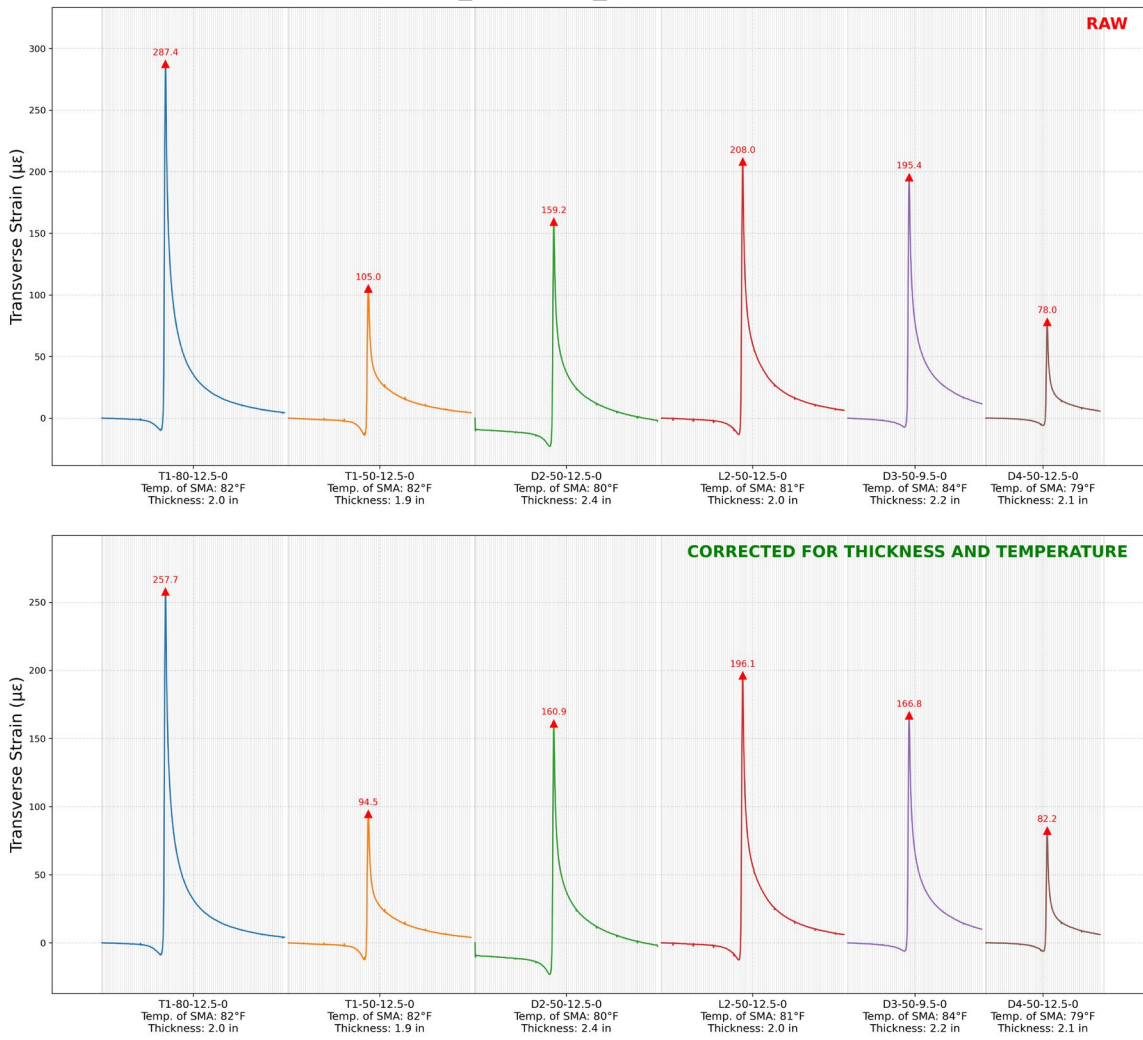 RAW
Transverse Strain (με)
300
250
200
150
100
50
0
287.4
105.0
159.2
208.0
195.4
78.0
T1-80-12.5-0
Temp. of SMA: 82°F
Thickness: 2.0 in
T1-50-12.5-0
Temp. of SMA: 82°F
Thickness: 1.9 in
D2-50-12.5-0
Temp. of SMA: 80°F
Thickness: 2.4 in
L2-50-12.5-0
Temp. of SMA: 81°F
Thickness: 2.0 in
D3-50-9.5-0
Temp. of SMA: 84°F
Thickness: 2.2 in
D4-50-12.5-0
Temp. of SMA: 79°F
Thickness: 2.1 in
CORRECTED FOR THICKNESS AND TEMPERATURE
Transverse Strain (με)
250
200
150
100
50
0
257.7
94.5
160.9
196.1
166.8
82.2
T1-80-12.5-0
Temp. of SMA: 82°F
Thickness: 2.0 in
T1-50-12.5-0
Temp. of SMA: 82°F
Thickness: 1.9 in
D2-50-12.5-0
Temp. of SMA: 80°F
Thickness: 2.4 in
L2-50-12.5-0
Temp. of SMA: 81°F
Thickness: 2.0 in
D3-50-9.5-0
Temp. of SMA: 84°F
Thickness: 2.2 in
D4-50-12.5-0
Temp. of SMA: 79°F
Thickness: 2.1 in